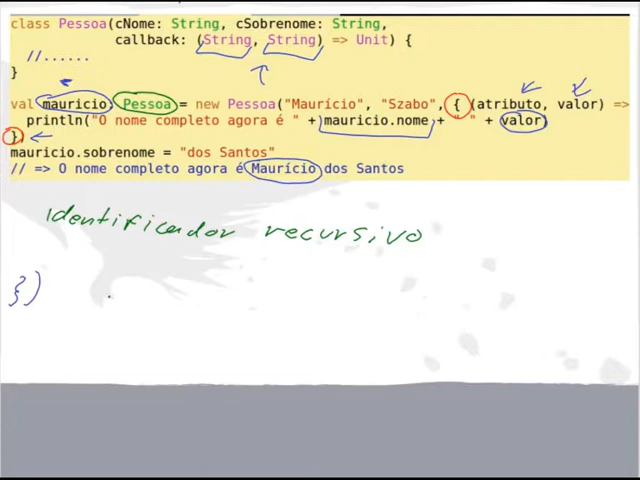 class Pessoa(cNome: String, cSobrenome: String,
callback: (String, String) => Unit) {
//......
}
val mauricio: Pessoa = new Pessoa("Maurício", "Szabo", { (atributo, valor) =>
println("O nome completo agora é " + mauricio.nome + " " + valor)
})
mauricio.sobrenome = "dos Santos"
// => O nome completo agora é Maurício dos Santos
Identificador recursivo
})